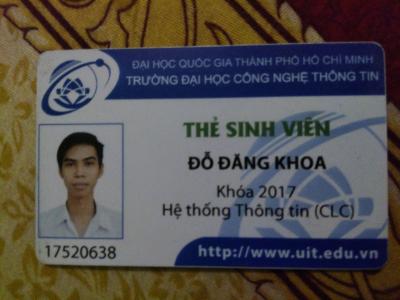 ĐẠI HỌC QUỐC GIA THÀNH PHỐ HỒ CHÍ MINH
TRƯỜNG ĐẠI HỌC CÔNG NGHỆ THÔNG TIN
THẺ SINH VIÊN
ĐỖ ĐĂNG KHOA
Khóa 2017
Hệ thống Thông tin (CLC)
17520638
http://www.uit.edu.vn